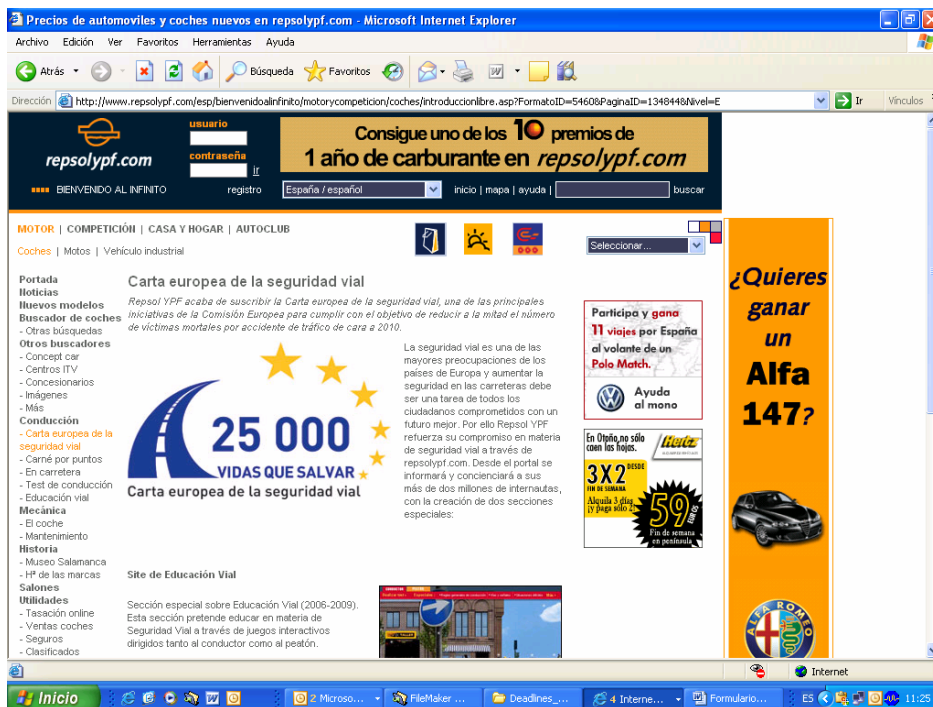 Precios de automoviles y coches nuevos en repsolypf.com - Microsoft Internet Explorer
Archivo Edición Ver Favoritos Herramientas Ayuda
Atrás Búsqueda Favoritos
Dirección http://www.repsolypf.com/esp/bienvenidoalinfinito/motorycompeticion/coches/introduccionlibre.asp?FormatoID=5460&PaginaID=134844&Nivel=E Ir Vínculos
repsolypf.com
usuario
contraseña
ir
Consigue uno de los 10 premios de
1 año de carburante en repsolypf.com
BIENVENIDO AL INFINITO registro España / español inicio | mapa | ayuda | buscar
MOTOR | COMPETICIÓN | CASA Y HOGAR | AUTOCLUB
Coches | Motos | Vehículo industrial
Seleccionar...
Portada
Noticias
Nuevos modelos
Buscador de coches
- Otras búsquedas
Otros buscadores
- Concept car
- Centros ITV
- Concesionarios
- Imágenes
- Más
Conducción
- Carta europea de la
seguridad vial
- Carné por puntos
- En carretera
- Test de conducción
- Educación vial
Mecánica
- El coche
- Mantenimiento
Historia
- Museo Salamanca
- Hª de las marcas
Salones
Utilidades
- Tasación online
- Ventas coches
- Seguros
- Clasificados
Carta europea de la seguridad vial
Repsol YPF acaba de suscribir la Carta europea de la seguridad vial, una de las principales
iniciativas de la Comisión Europea para cumplir con el objetivo de reducir a la mitad el número
de víctimas mortales por accidente de tráfico de cara a 2010.
25 000
VIDAS QUE SALVAR
Carta europea de la seguridad vial
La seguridad vial es una de las
mayores preocupaciones de los
países de Europa y aumentar la
seguridad en las carreteras debe
ser una tarea de todos los
ciudadanos comprometidos con un
futuro mejor. Por ello Repsol YPF
refuerza su compromiso en materia
de seguridad vial a través de
repsolypf.com. Desde el portal se
informará y concienciará a sus
más de dos millones de internautas,
con la creación de dos secciones
especiales:
Site de Educación Vial
Sección especial sobre Educación Vial (2006-2009).
Esta sección pretende educar en materia de
Seguridad Vial a través de juegos interactivos
dirigidos tanto al conductor como al peatón.
Participa y gana
11 viajes por España
al volante de un
Polo Match.
Ayuda
al mono
En Otoño,no sólo
caen las hojas.
Hertz
3X2 DESDE
FIN DE SEMANA
Alquila 3 días
¡y paga sólo 2!
59 EUROS
Fin de semana
en península
¿Quieres
ganar
un
Alfa
147?
ALFA ROMEO
Internet
Inicio 2 Microso... FileMaker ... Deadlines_... 4 Interne... Formulario... ES 11:25